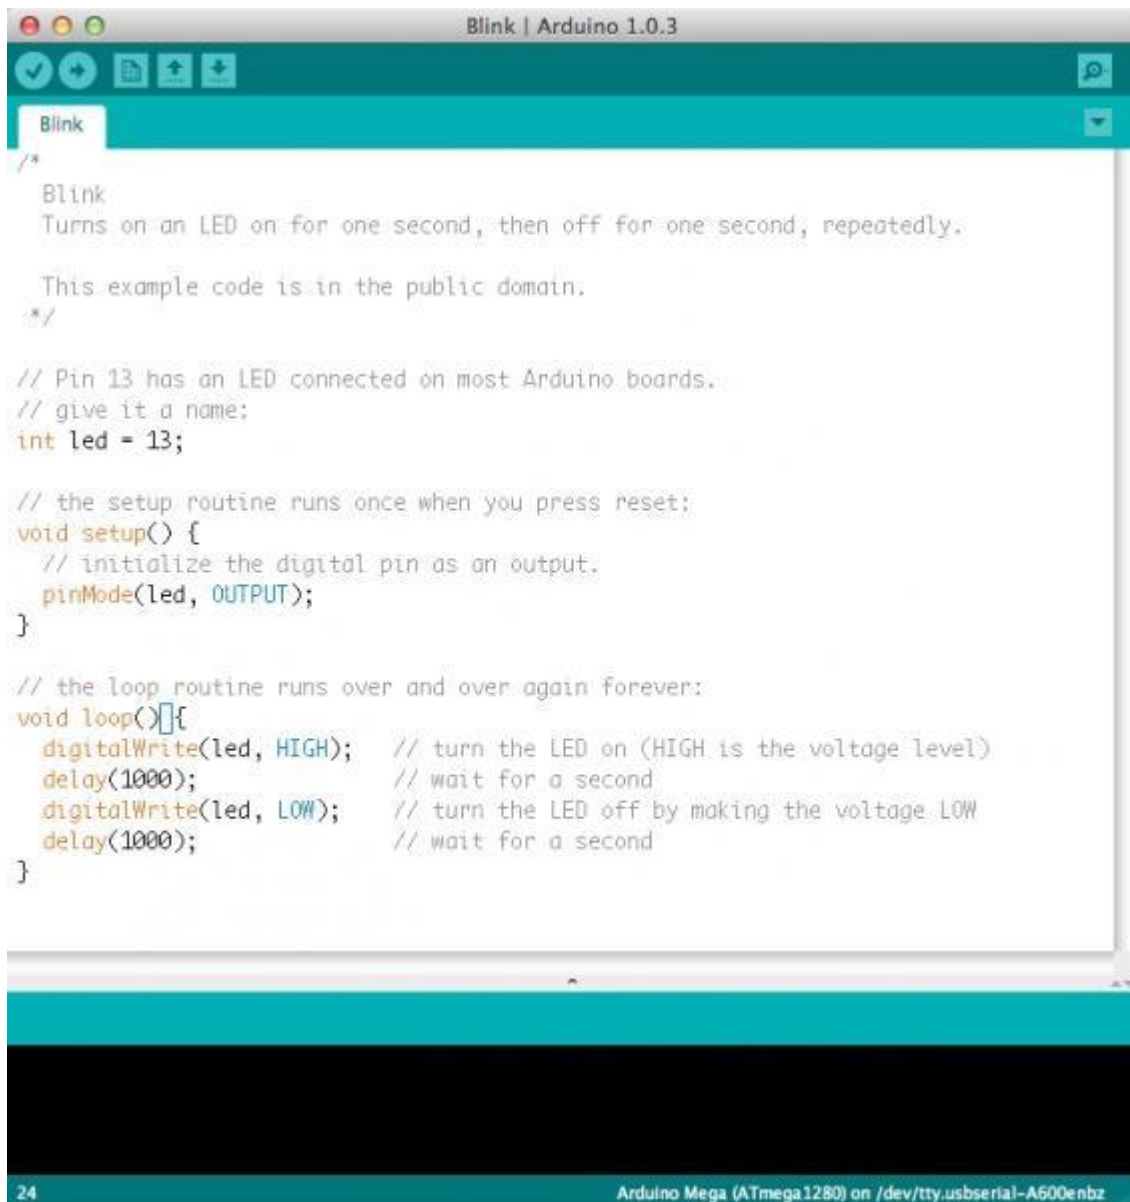 Blink | Arduino 1.0.3
Blink
/*
  Blink
  Turns on an LED on for one second, then off for one second, repeatedly.

  This example code is in the public domain.
 */

// Pin 13 has an LED connected on most Arduino boards.
// give it a name:
int led = 13;

// the setup routine runs once when you press reset:
void setup() {
  // initialize the digital pin as an output.
  pinMode(led, OUTPUT);
}

// the loop routine runs over and over again forever:
void loop() {
  digitalWrite(led, HIGH);   // turn the LED on (HIGH is the voltage level)
  delay(1000);               // wait for a second
  digitalWrite(led, LOW);    // turn the LED off by making the voltage LOW
  delay(1000);               // wait for a second
}
24
Arduino Mega (ATmega1280) on /dev/tty.usbserial-A600enbz